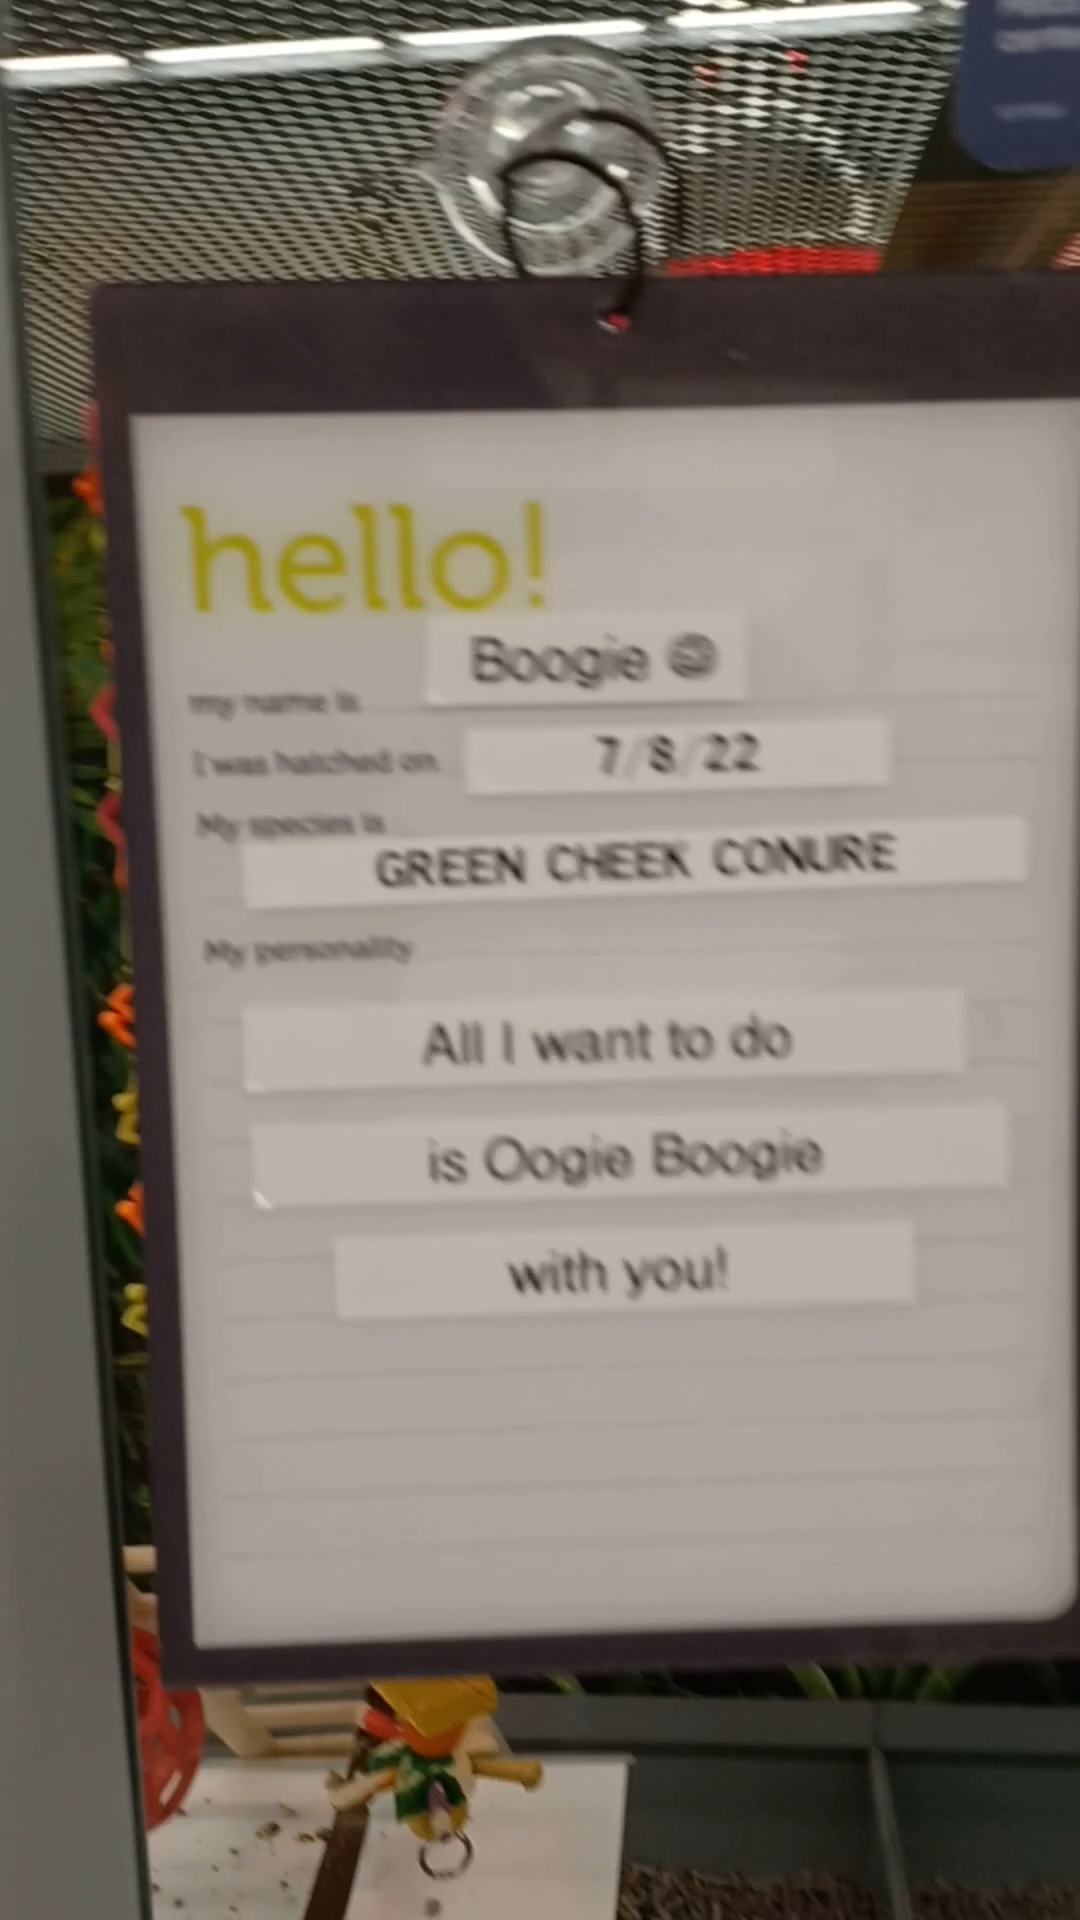 hello!
my name is Boogie ☺
I was hatched on 7/8/22
My species is
GREEN CHEEK CONURE
My personality
All I want to do
is Oogie Boogie
with you!